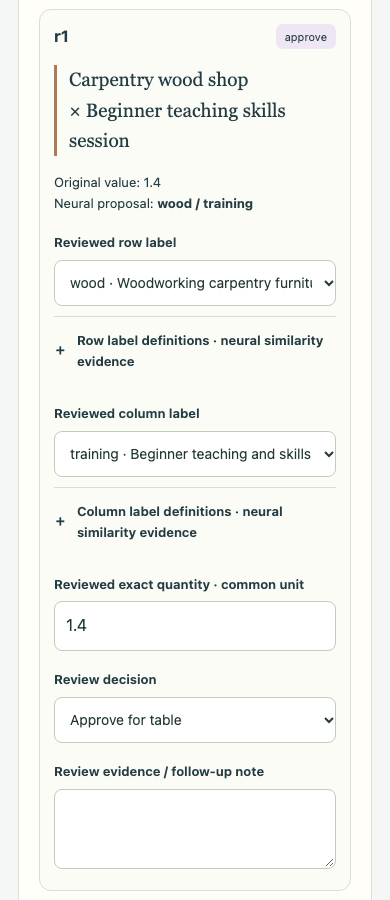 r1
approve
Carpentry wood shop
× Beginner teaching skills
session
Original value: 1.4
Neural proposal: wood / training
Reviewed row label
wood · Woodworking carpentry furnit
+ Row label definitions · neural similarity
evidence
Reviewed column label
training · Beginner teaching and skills
+ Column label definitions · neural
similarity evidence
Reviewed exact quantity · common unit
1.4
Review decision
Approve for table
Review evidence / follow-up note